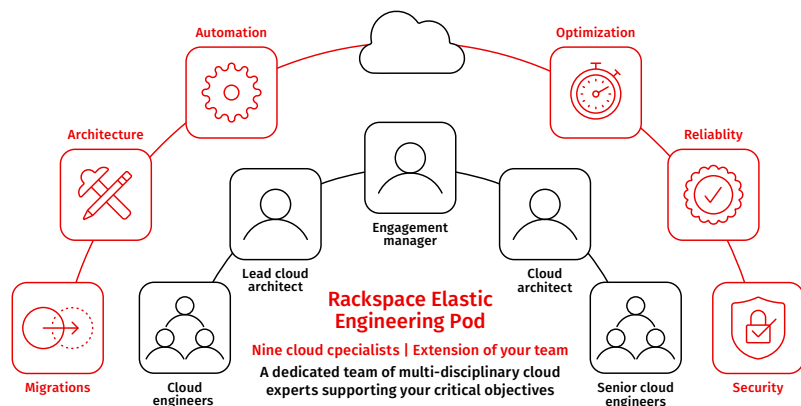 Automation
Optimization
Architecture
Reliablity
Engagement
manager
Lead cloud
architect
Cloud
architect
Rackspace Elastic
Engineering Pod
Nine cloud cpecialists | Extension of your team
A dedicated team of multi-disciplinary cloud
experts supporting your critical objectives
Migrations
Cloud
engineers
Senior cloud
engineers
Security